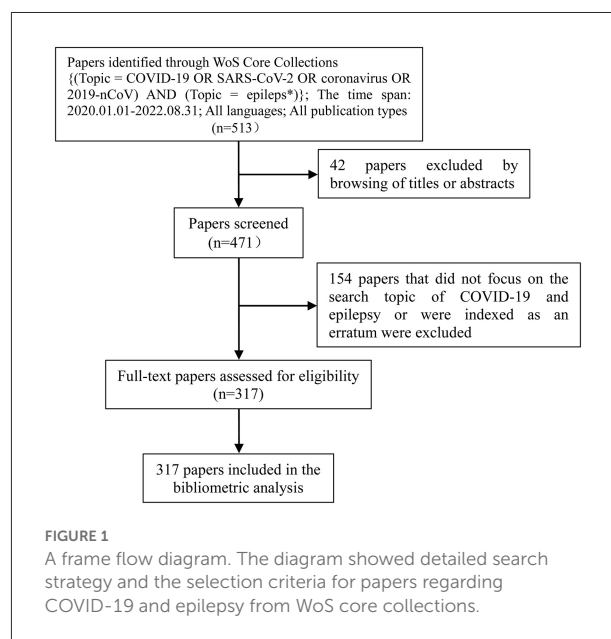 Papers identified through WoS Core Collections
{(Topic = COVID-19 OR SARS-CoV-2 OR coronavirus OR
2019-nCoV) AND (Topic = epileps*)}; The time span:
2020.01.01-2022.08.31; All languages; All publication types
(n=513）
42 papers excluded by
browsing of titles or abstracts
Papers screened
(n=471）
154 papers that did not focus on the
search topic of COVID-19 and
epilepsy or were indexed as an
erratum were excluded
Full-text papers assessed for eligibility
(n=317)
317 papers included in the
bibliometric analysis
FIGURE 1
A frame flow diagram. The diagram showed detailed search
strategy and the selection criteria for papers regarding
COVID-19 and epilepsy from WoS core collections.